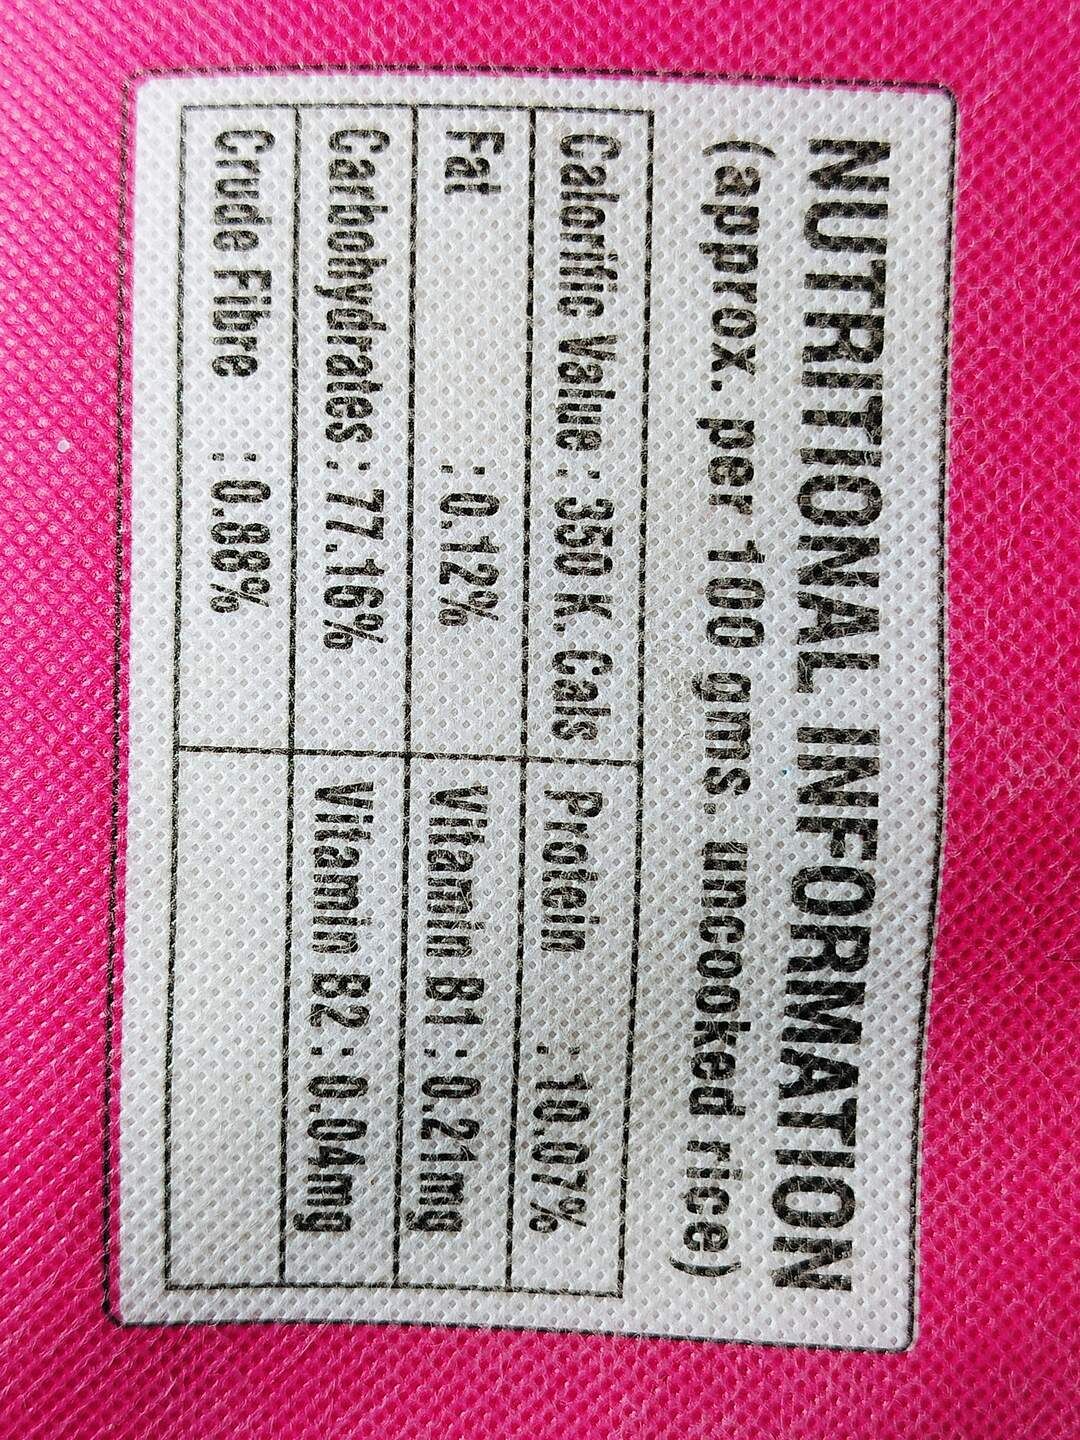 NUTRITIONAL INFORMATION
(approx. per 100 gms. uncooked rice)
Calorific Value : 350 K. Cals Protein : 10.07%
Fat : 0.12% Vitamin B1 : 0.21mg
Carbohydrates : 77.16% Vitamin B2 : 0.04mg
Crude Fibre : 0.88%